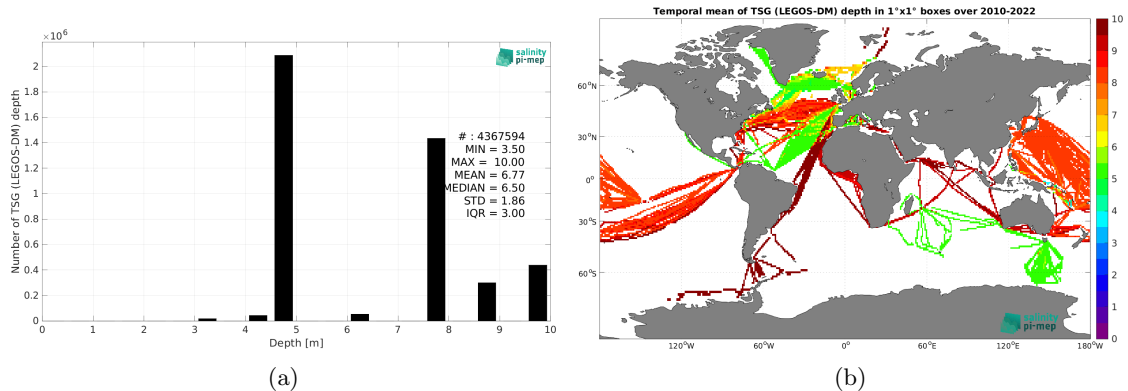 ×10⁶
2
1.8
1.6
1.4
1.2
1
0.8
0.6
0.4
0.2
0
Number of TSG (LEGOS-DM) depth
salinity
pi-mep
# : 4367594
MIN = 3.50
MAX = 10.00
MEAN = 6.77
MEDIAN = 6.50
STD = 1.86
IQR = 3.00
0 1 2 3 4 5 6 7 8 9 10
Depth [m]
(a)
Temporal mean of TSG (LEGOS-DM) depth in 1°x1° boxes over 2010-2022
60°N
30°N
0°
30°S
60°S
120°W 60°W 0° 60°E 120°E 180°W
salinity
pi-mep
10
9
8
7
6
5
4
3
2
1
0
(b)